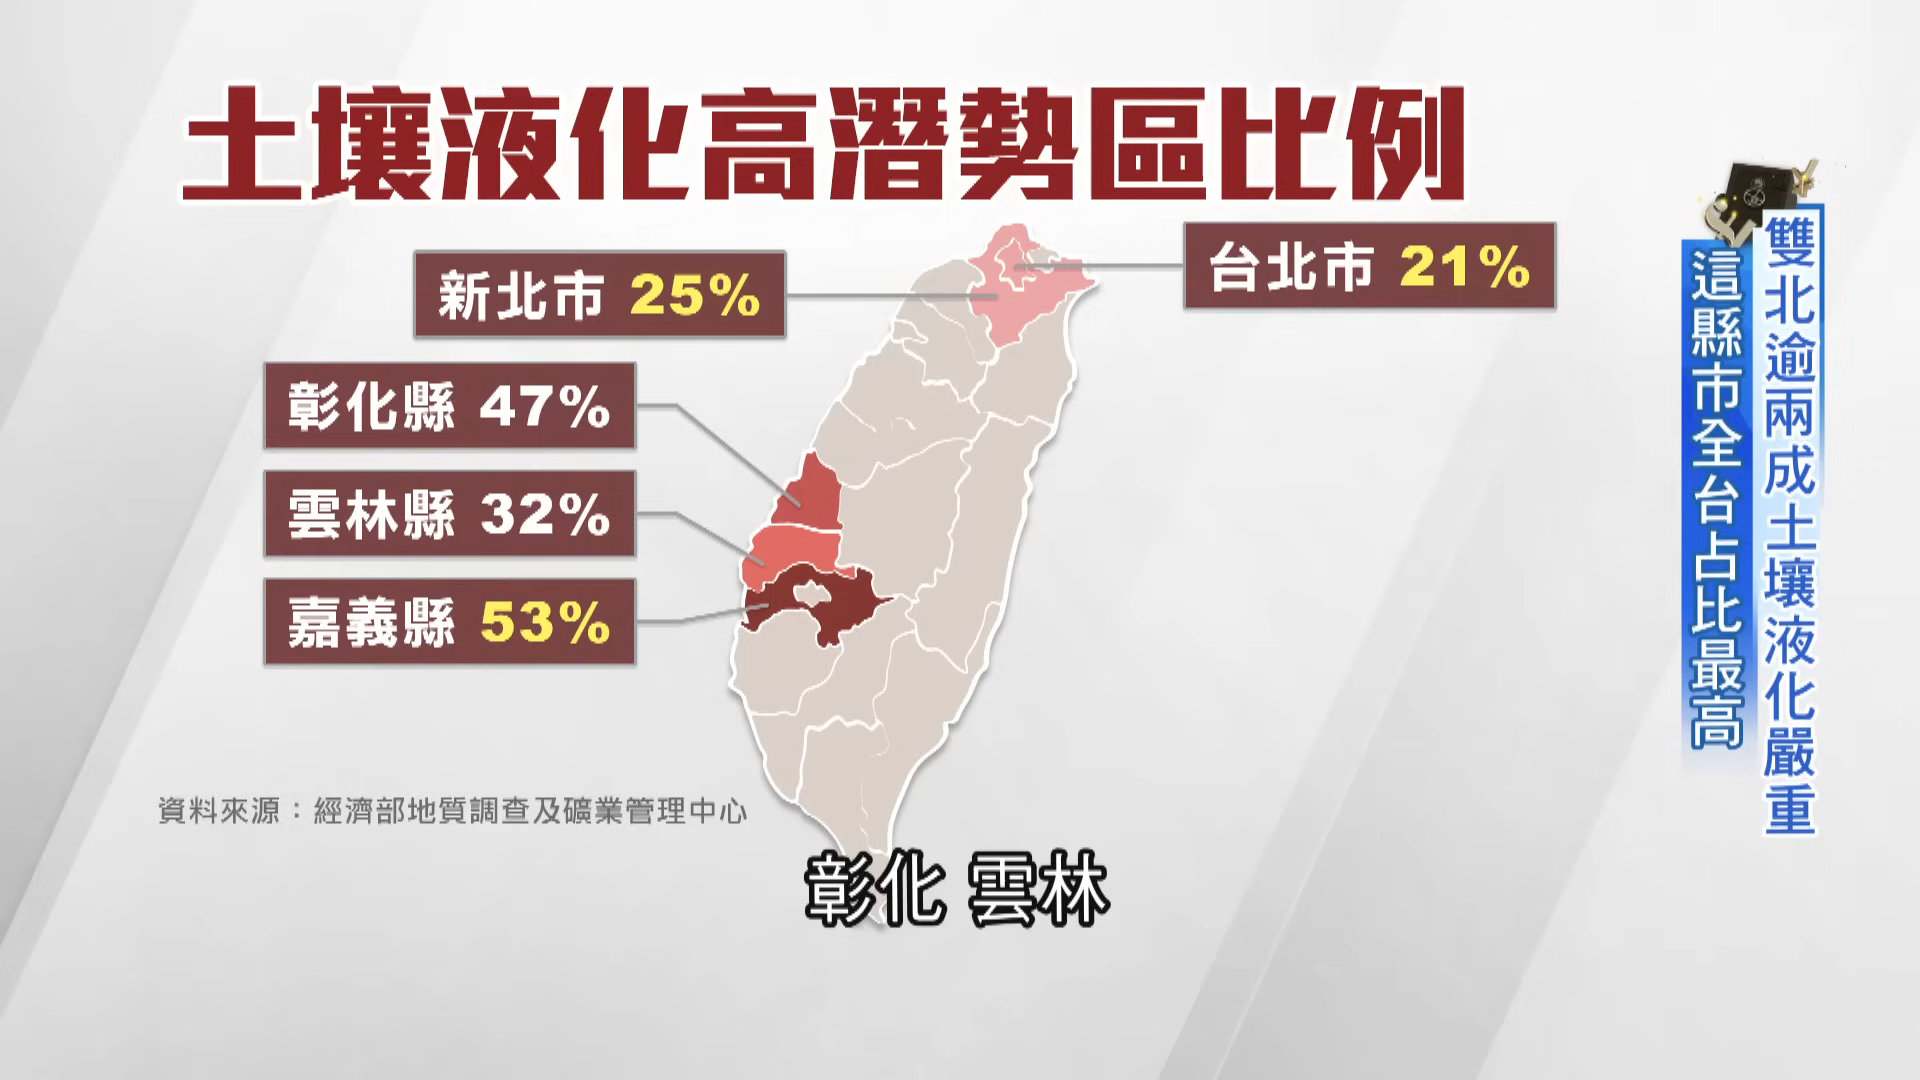 土壤液化高潛勢區比例
台北市 21%
新北市 25%
彰化縣 47%
雲林縣 32%
嘉義縣 53%
資料來源：經濟部地質調查及礦業管理中心
彰化 雲林
雙北逾兩成土壤液化嚴重
這縣市全台占比最高